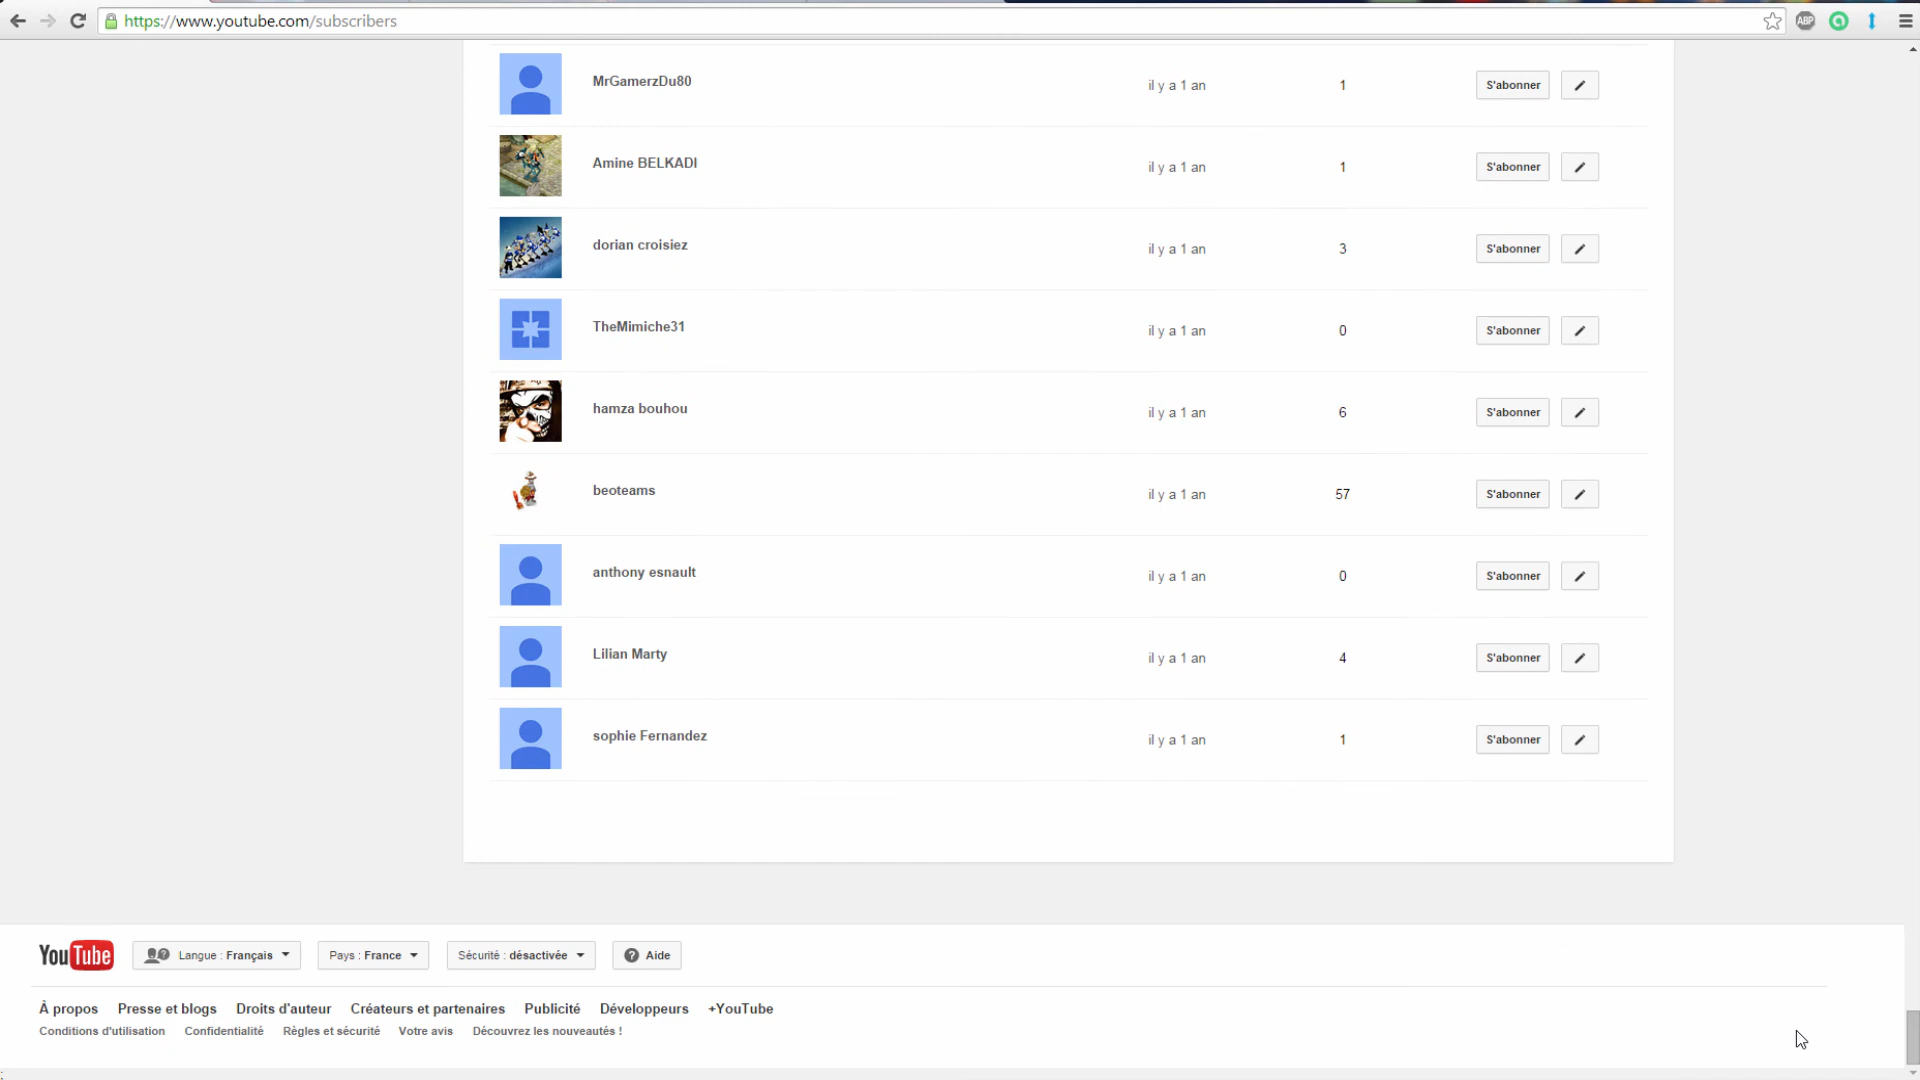 https://www.youtube.com/subscribers
ABP
MrGamerzDu80 il y a 1 an 1 S'abonner
Amine BELKADI il y a 1 an 1 S'abonner
dorian croisiez il y a 1 an 3 S'abonner
TheMimiche31 il y a 1 an 0 S'abonner
hamza bouhou il y a 1 an 6 S'abonner
beoteams il y a 1 an 57 S'abonner
anthony esnault il y a 1 an 0 S'abonner
Lilian Marty il y a 1 an 4 S'abonner
sophie Fernandez il y a 1 an 1 S'abonner
YouTube Langue : Français Pays : France Sécurité : désactivée Aide
À propos Presse et blogs Droits d'auteur Créateurs et partenaires Publicité Développeurs +YouTube
Conditions d'utilisation Confidentialité Règles et sécurité Votre avis Découvrez les nouveautés !